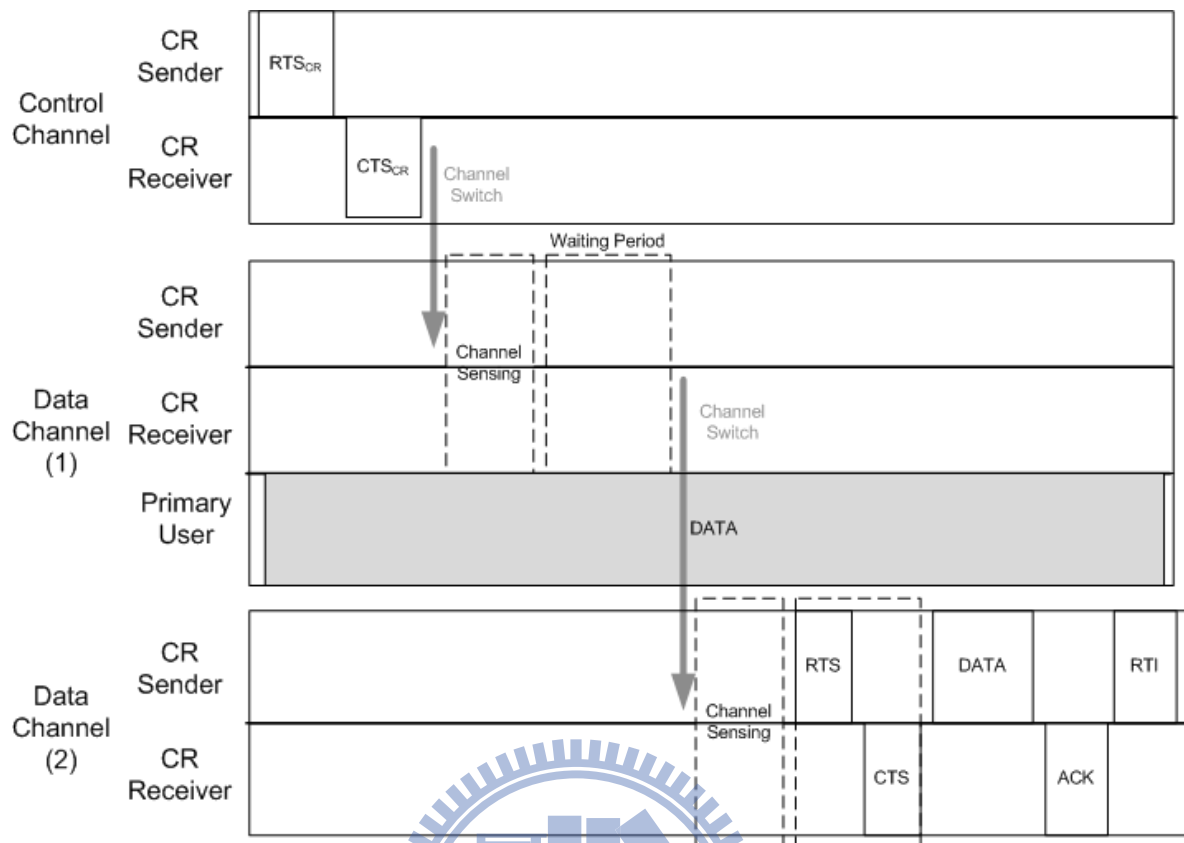 Control
Channel
CR
Sender
RTSCR
CR
Receiver
CTSCR
Channel
Switch
Waiting Period
Data
Channel
(1)
CR
Sender
Channel
Sensing
CR
Receiver
Channel
Switch
Primary
User
DATA
Data
Channel
(2)
CR
Sender
RTS
DATA
RTI
Channel
Sensing
CR
Receiver
CTS
ACK